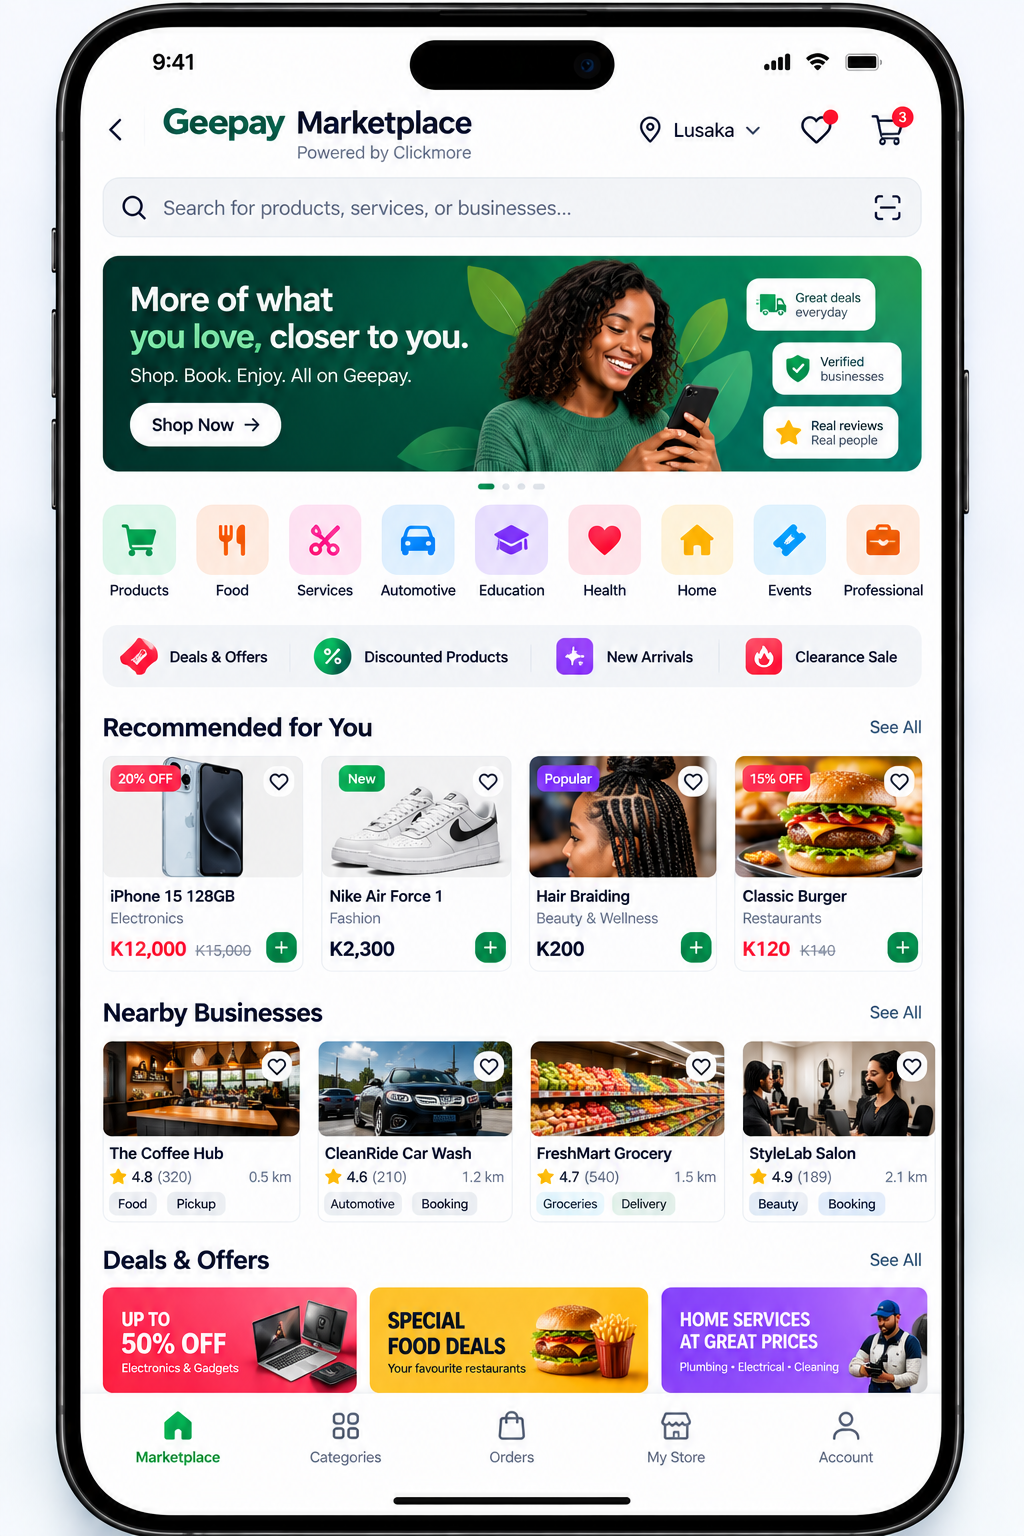 9:41
Geepay Marketplace
Powered by Clickmore
Lusaka
3
Search for products, services, or businesses...
More of what
you love, closer to you.
Shop. Book. Enjoy. All on Geepay.
Shop Now →
Great deals
everyday
Verified
businesses
Real reviews
Real people
Products
Food
Services
Automotive
Education
Health
Home
Events
Professional
Deals & Offers
Discounted Products
New Arrivals
Clearance Sale
Recommended for You
See All
20% OFF
iPhone 15 128GB
Electronics
K12,000 K15,000
New
Nike Air Force 1
Fashion
K2,300
Popular
Hair Braiding
Beauty & Wellness
K200
15% OFF
Classic Burger
Restaurants
K120 K140
Nearby Businesses
See All
The Coffee Hub
4.8 (320) 0.5 km
Food Pickup
CleanRide Car Wash
4.6 (210) 1.2 km
Automotive Booking
FreshMart Grocery
4.7 (540) 1.5 km
Groceries Delivery
StyleLab Salon
4.9 (189) 2.1 km
Beauty Booking
Deals & Offers
See All
UP TO
50% OFF
Electronics & Gadgets
SPECIAL
FOOD DEALS
Your favourite restaurants
HOME SERVICES
AT GREAT PRICES
Plumbing • Electrical • Cleaning
Marketplace
Categories
Orders
My Store
Account